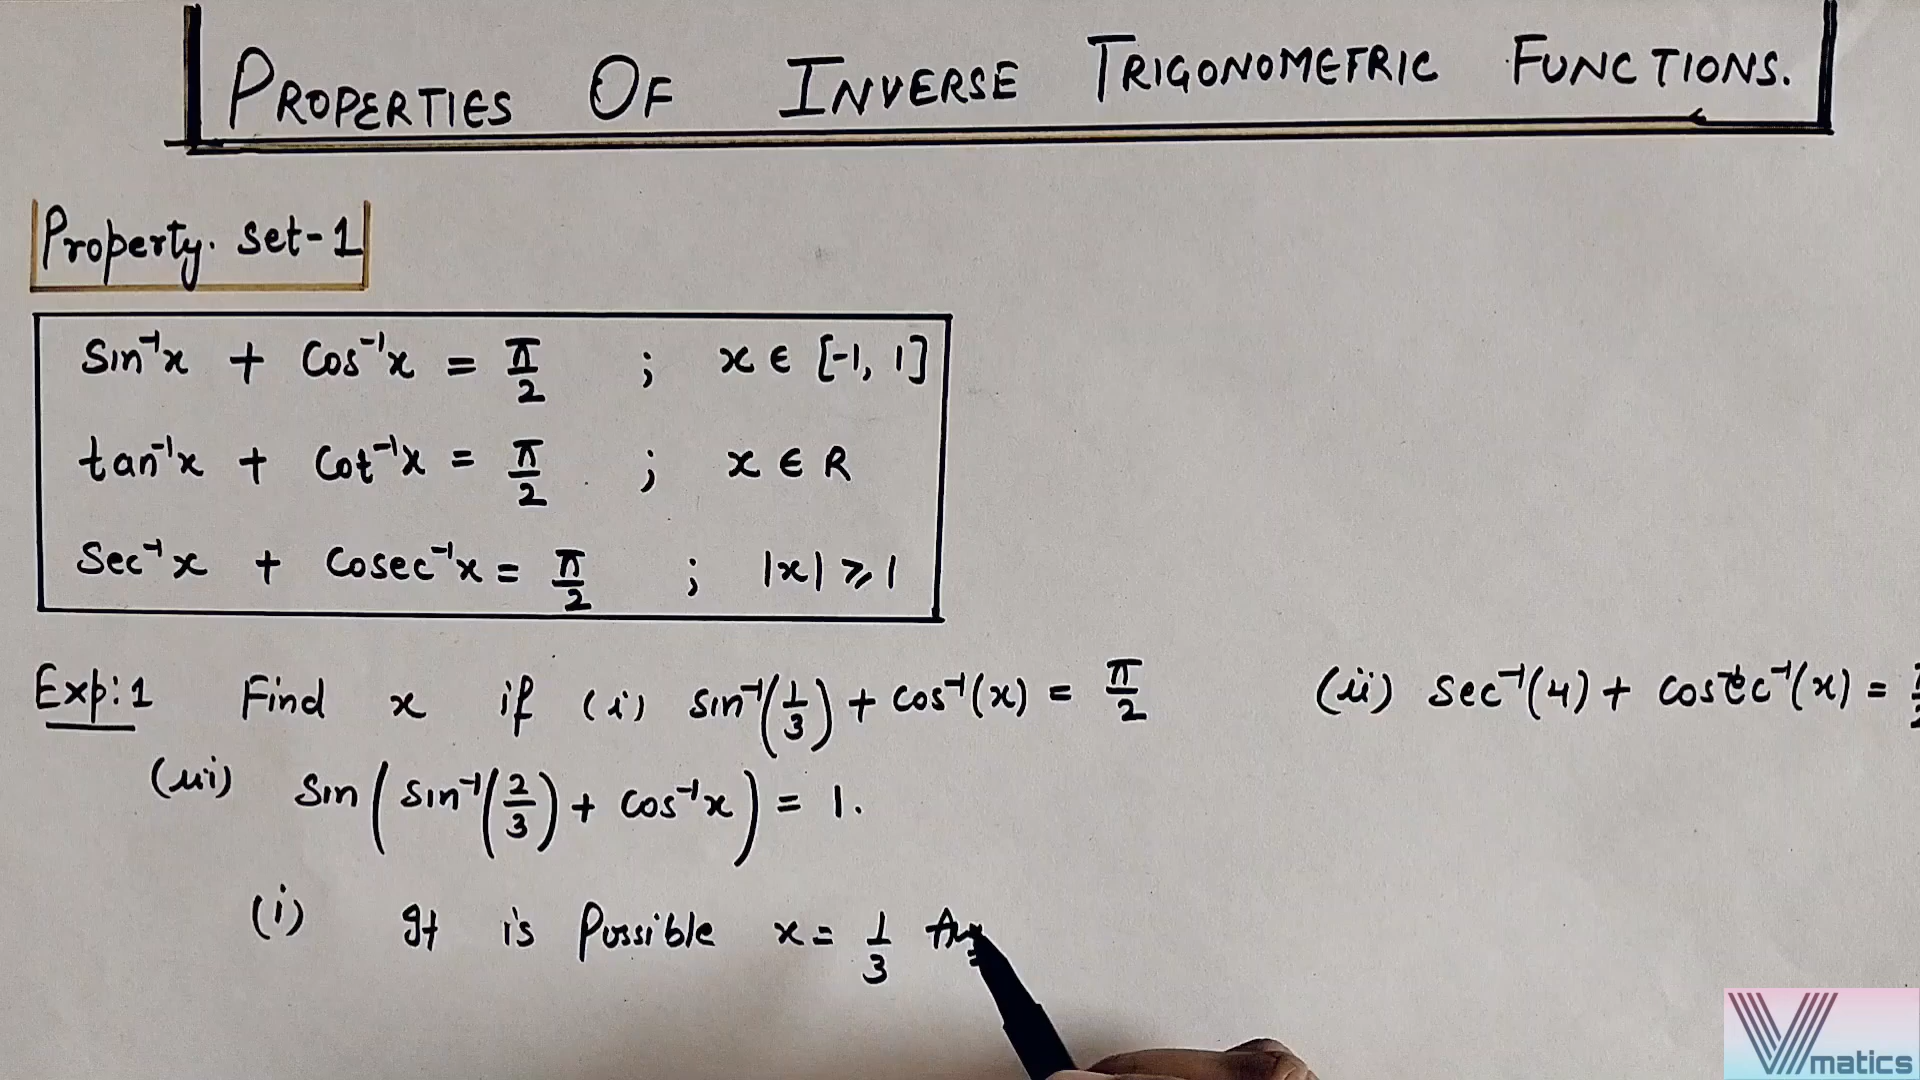 PROPERTIES OF INVERSE TRIGONOMETRIC FUNCTIONS.
Property. set-1
Sin⁻¹x + Cos⁻¹x = π/2 ; x ∈ [-1, 1]
tan⁻¹x + Cot⁻¹x = π/2 ; x ∈ R
Sec⁻¹x + Cosec⁻¹x = π/2 ; |x| ⩾ 1
Exp:1 Find x if (i) sin⁻¹(1/3) + cos⁻¹(x) = π/2 (ii) sec⁻¹(4) + cosec⁻¹(x) =
(iii) Sin(sin⁻¹(2/3) + cos⁻¹x) = 1.
(i) It is Possible x = 1/3 Ans
Vmatics